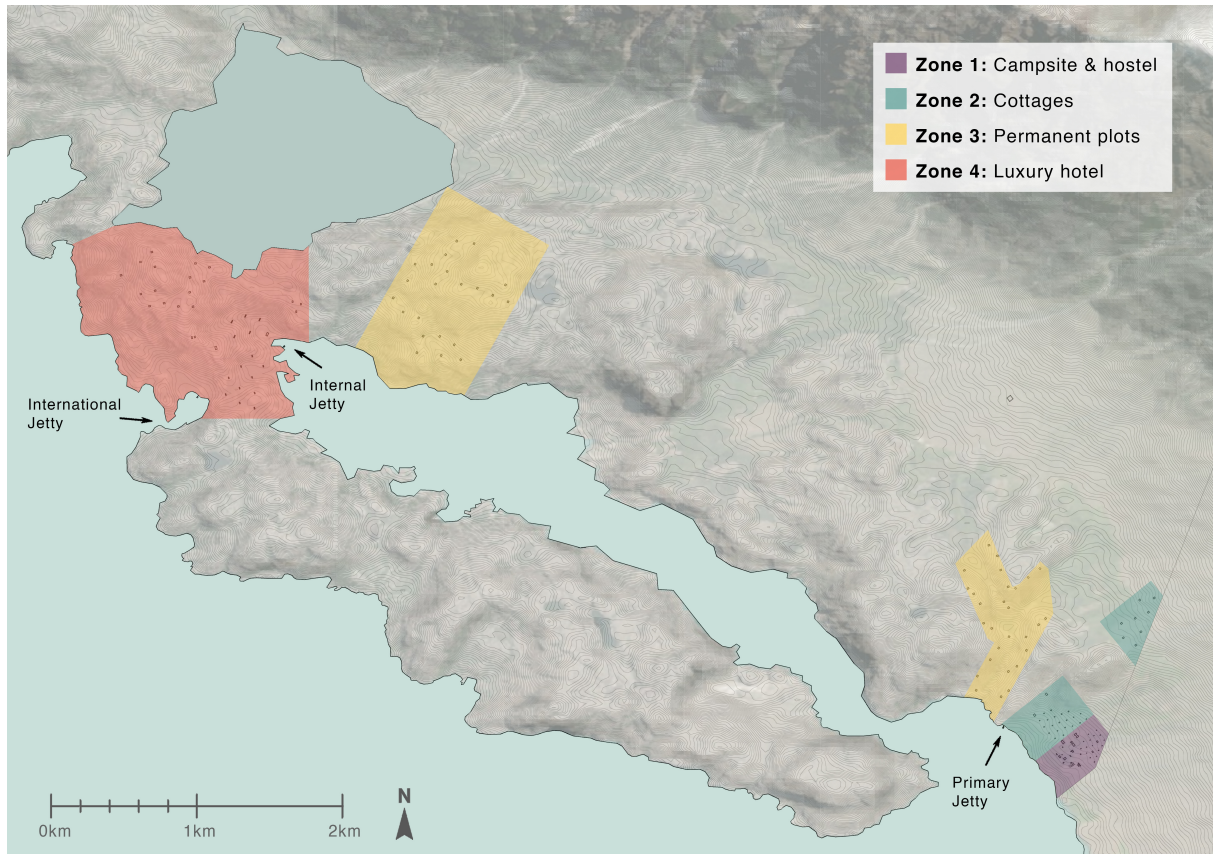 Zone 1: Campsite & hostel
Zone 2: Cottages
Zone 3: Permanent plots
Zone 4: Luxury hotel
International
Jetty
Internal
Jetty
Primary
Jetty
0km
1km
2km
N